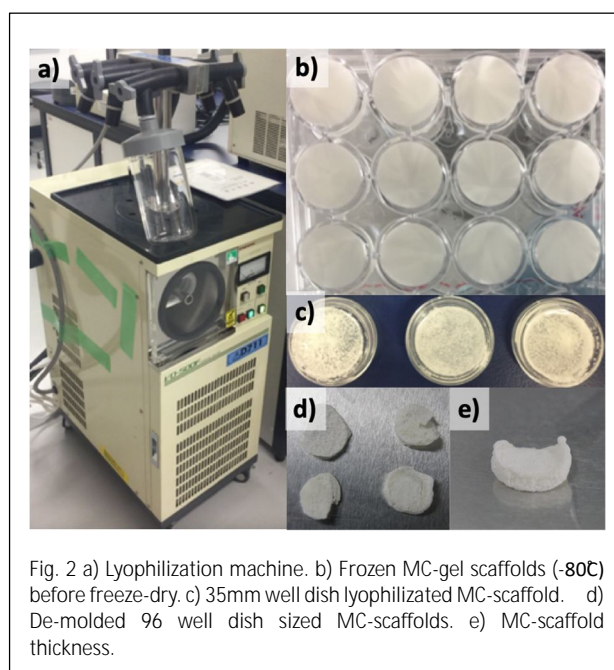 a)
b)
c)
d)
e)
D711
Fig. 2 a) Lyophilization machine. b) Frozen MC-gel scaffolds (-80℃)
before freeze-dry. c) 35mm well dish lyophilizated MC-scaffold. d)
De-molded 96 well dish sized MC-scaffolds. e) MC-scaffold
thickness.